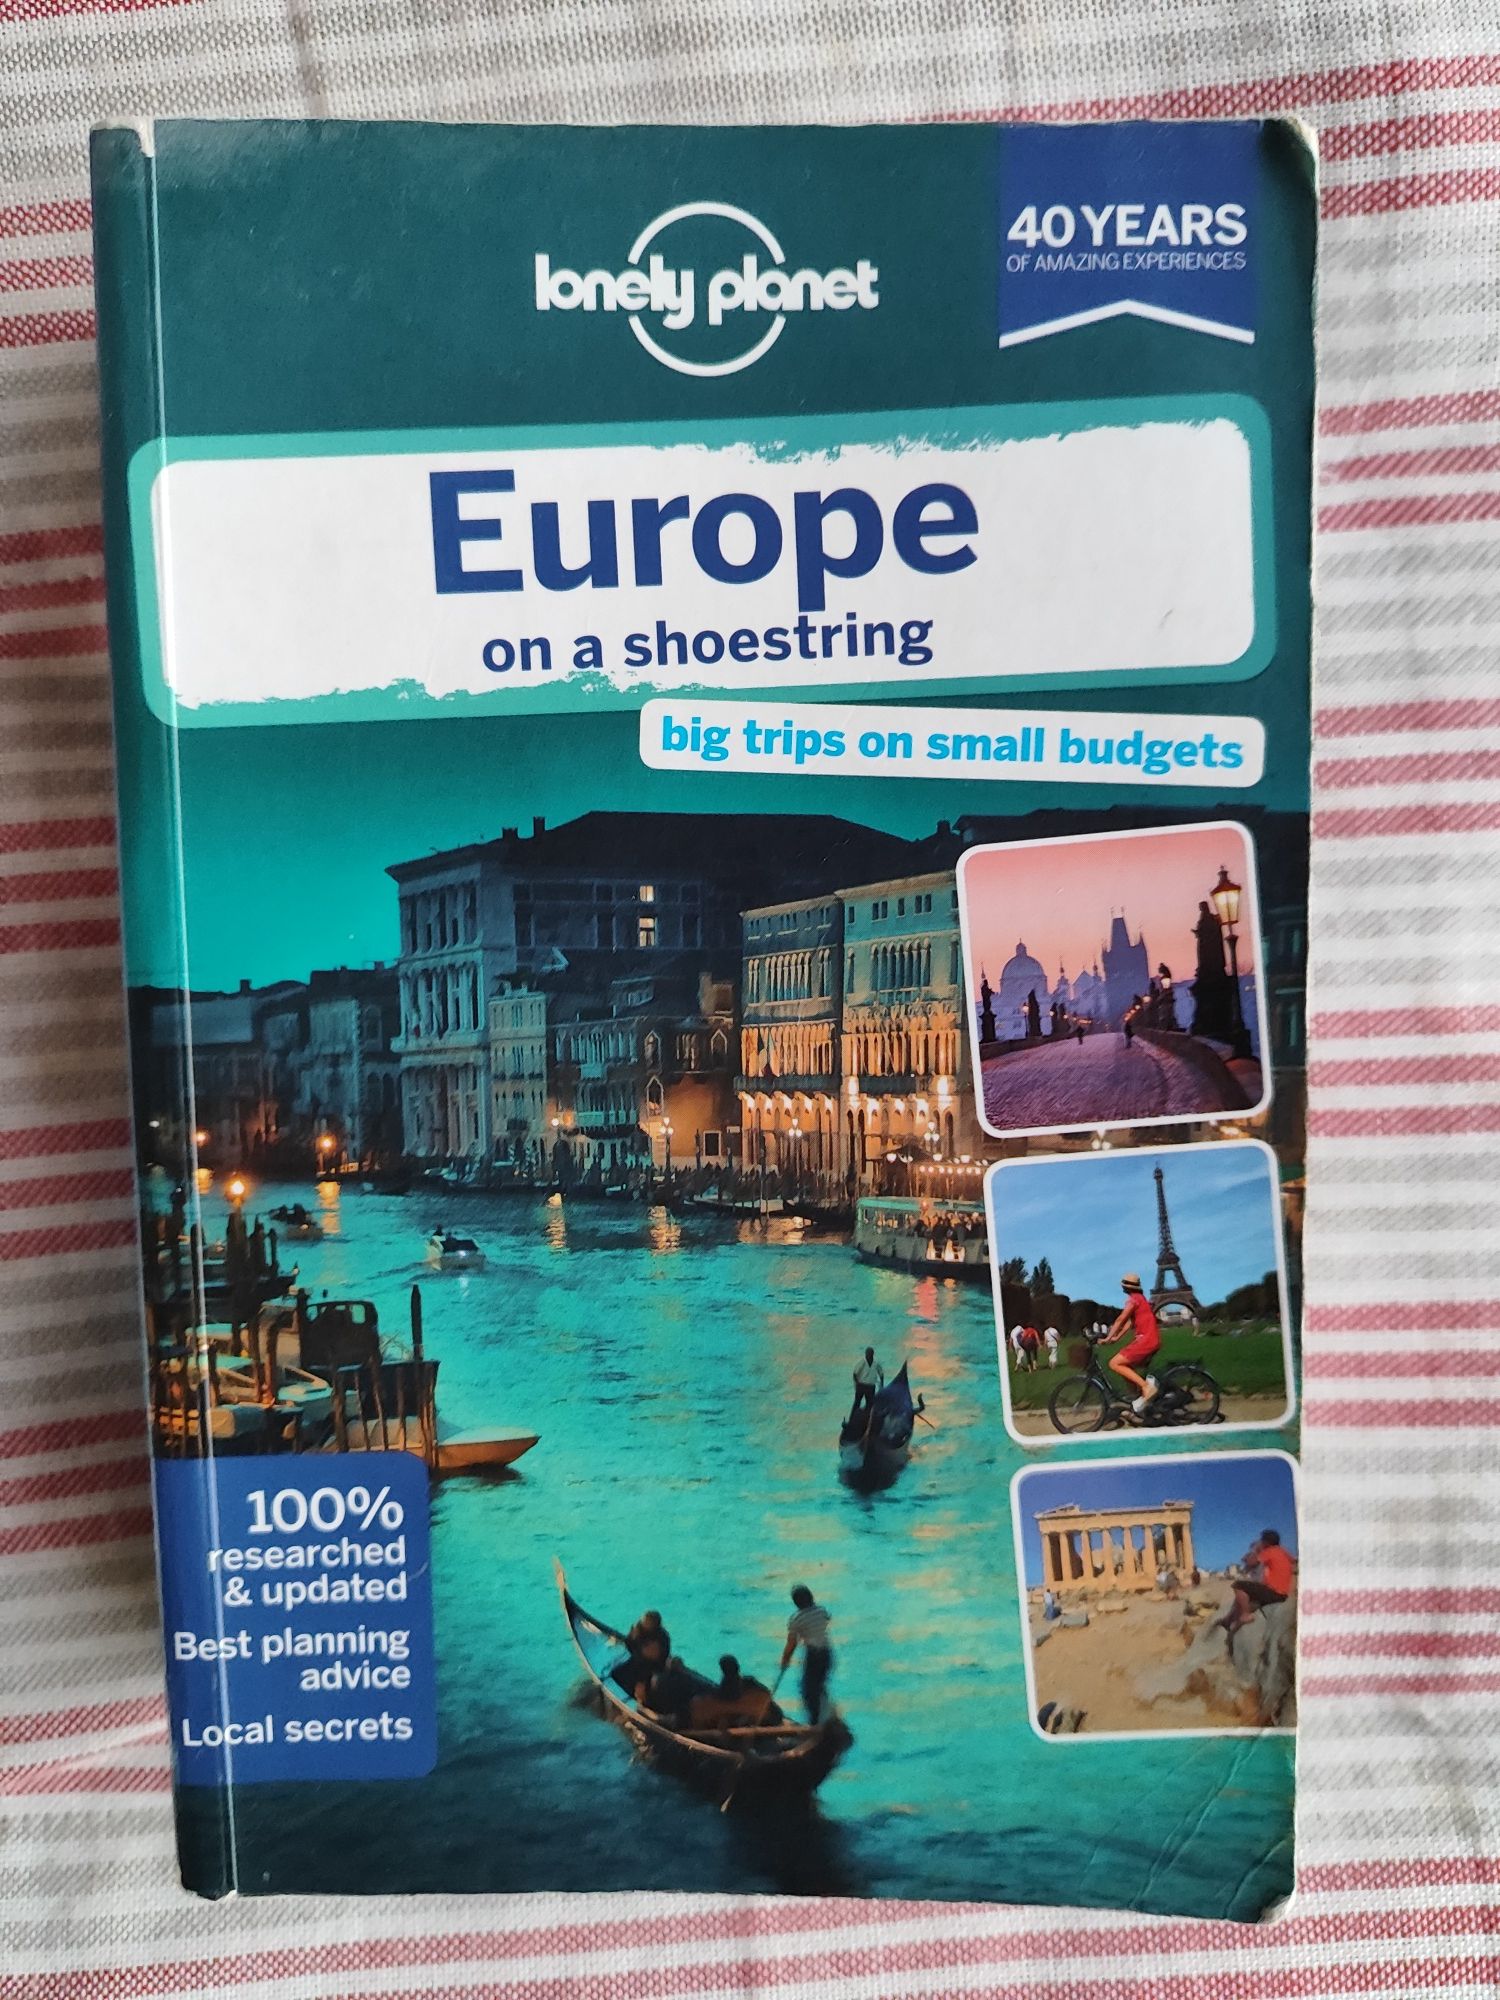 lonely planet
40 YEARS
OF AMAZING EXPERIENCES
Europe
on a shoestring
big trips on small budgets
100%
researched
& updated
Best planning
advice
Local secrets